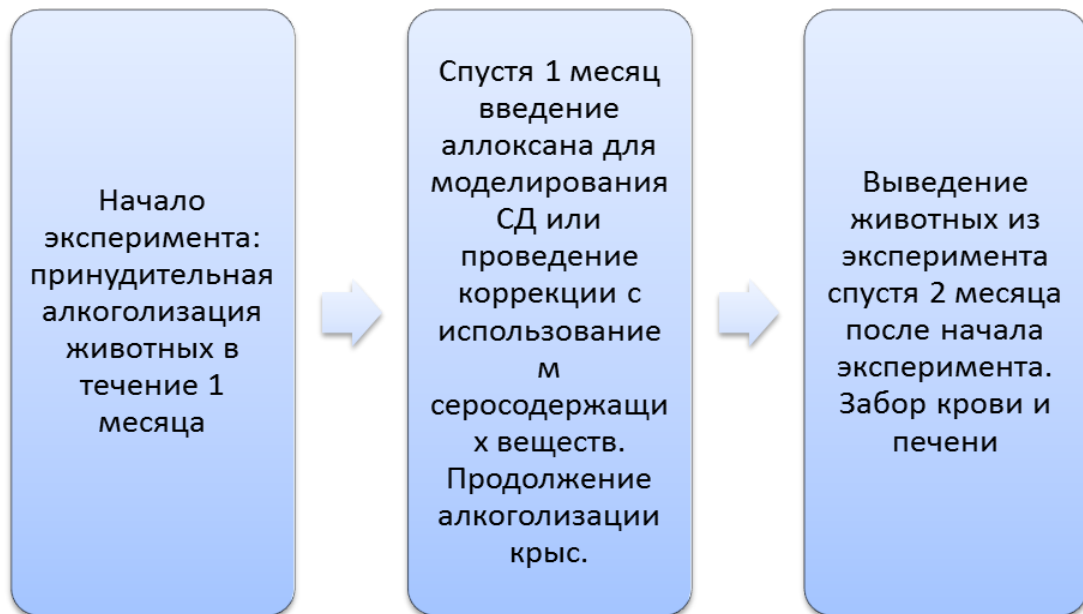 Начало
эксперимента:
принудительная
алкоголизация
животных в
течение 1
месяца
Спустя 1 месяц
введение
аллоксана для
моделирования
СД или
проведение
коррекции с
использование
м
серосодержащи
х веществ.
Продолжение
алкоголизации
крыс.
Выведение
животных из
эксперимента
спустя 2 месяца
после начала
эксперимента.
Забор крови и
печени